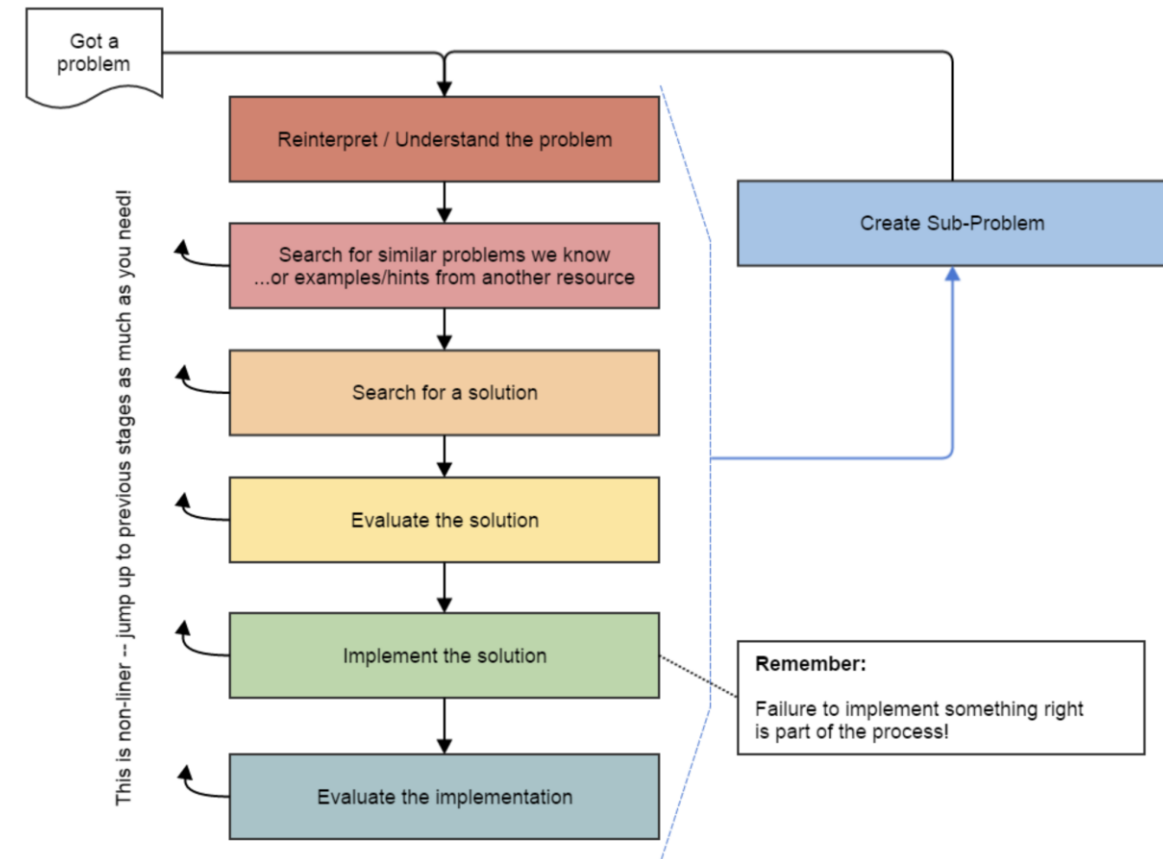 Got a
problem
Reinterpret / Understand the problem
Create Sub-Problem
Search for similar problems we know
...or examples/hints from another resource
Search for a solution
Evaluate the solution
Implement the solution
Remember:
Failure to implement something right
is part of the process!
Evaluate the implementation
This is non-liner -- jump up to previous stages as much as you need!